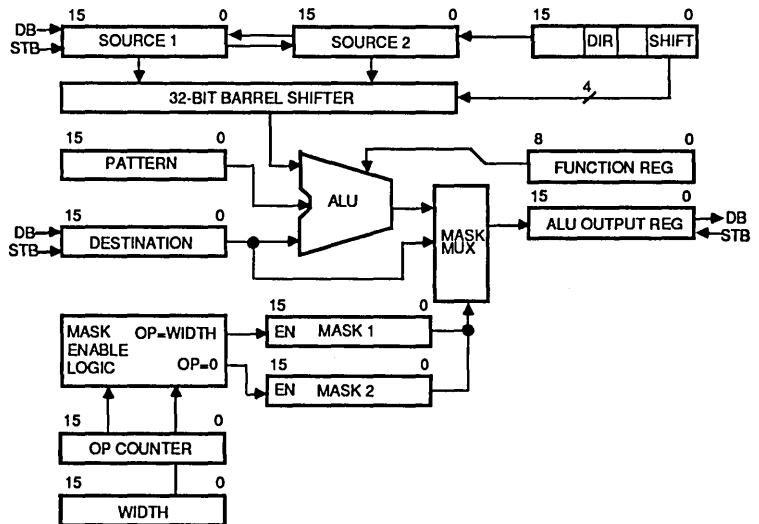 15 0 15 0 15 0
DB SOURCE 1 SOURCE 2 DIR SHIFT
STB
32-BIT BARREL SHIFTER 4
15 0 8 0
PATTERN ALU FUNCTION REG
15 0 15 0
DB DESTINATION MASK MUX ALU OUTPUT REG DB
STB STB
15 0
MASK ENABLE LOGIC OP=WIDTH EN MASK 1
15 0
OP=0 EN MASK 2
15 0
OP COUNTER
15 0
WIDTH